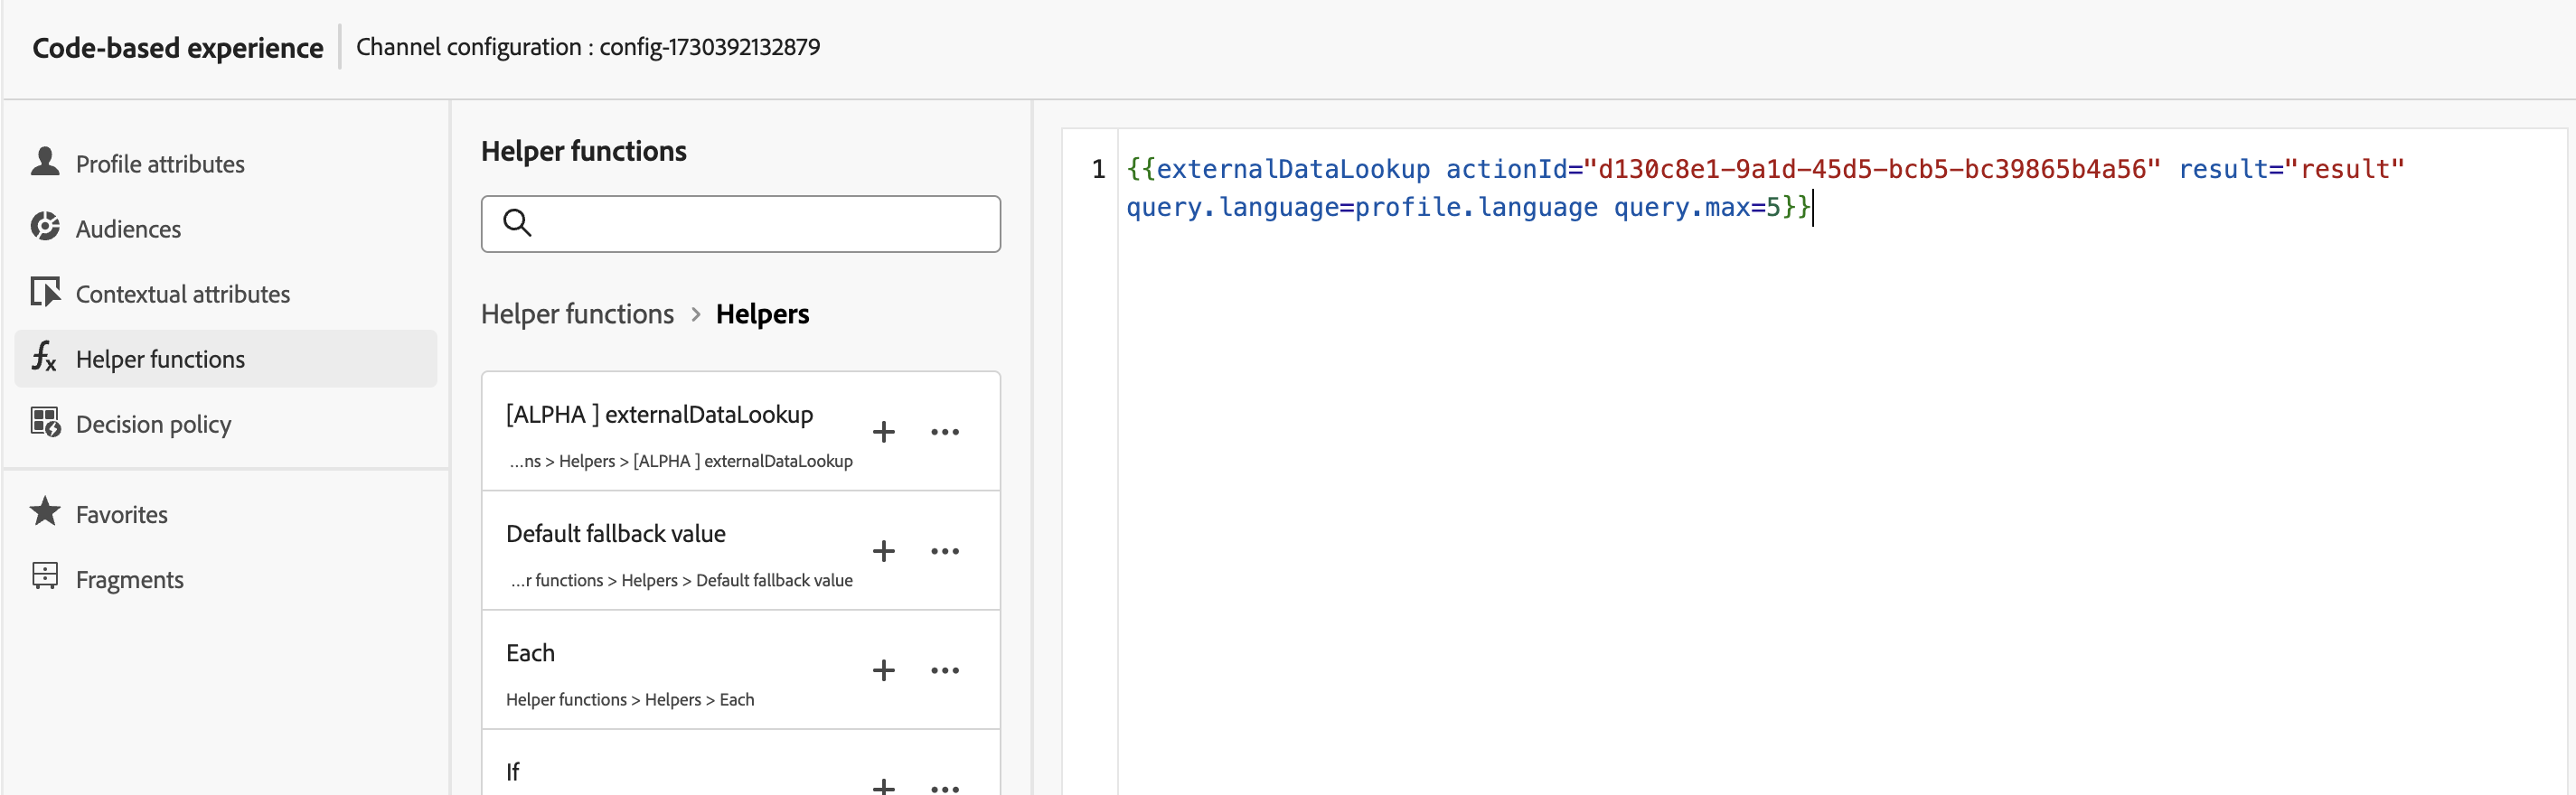 Code-based experience
Channel configuration : config-1730392132879
Profile attributes
Audiences
Contextual attributes
Helper functions
Decision policy
Favorites
Fragments
Helper functions
Helper functions > Helpers
[ALPHA ] externalDataLookup
...ns > Helpers > [ALPHA ] externalDataLookup
Default fallback value
...r functions > Helpers > Default fallback value
Each
Helper functions > Helpers > Each
If
1 {{externalDataLookup actionId="d130c8e1-9a1d-45d5-bcb5-bc39865b4a56" result="result"
query.language=profile.language query.max=5}}